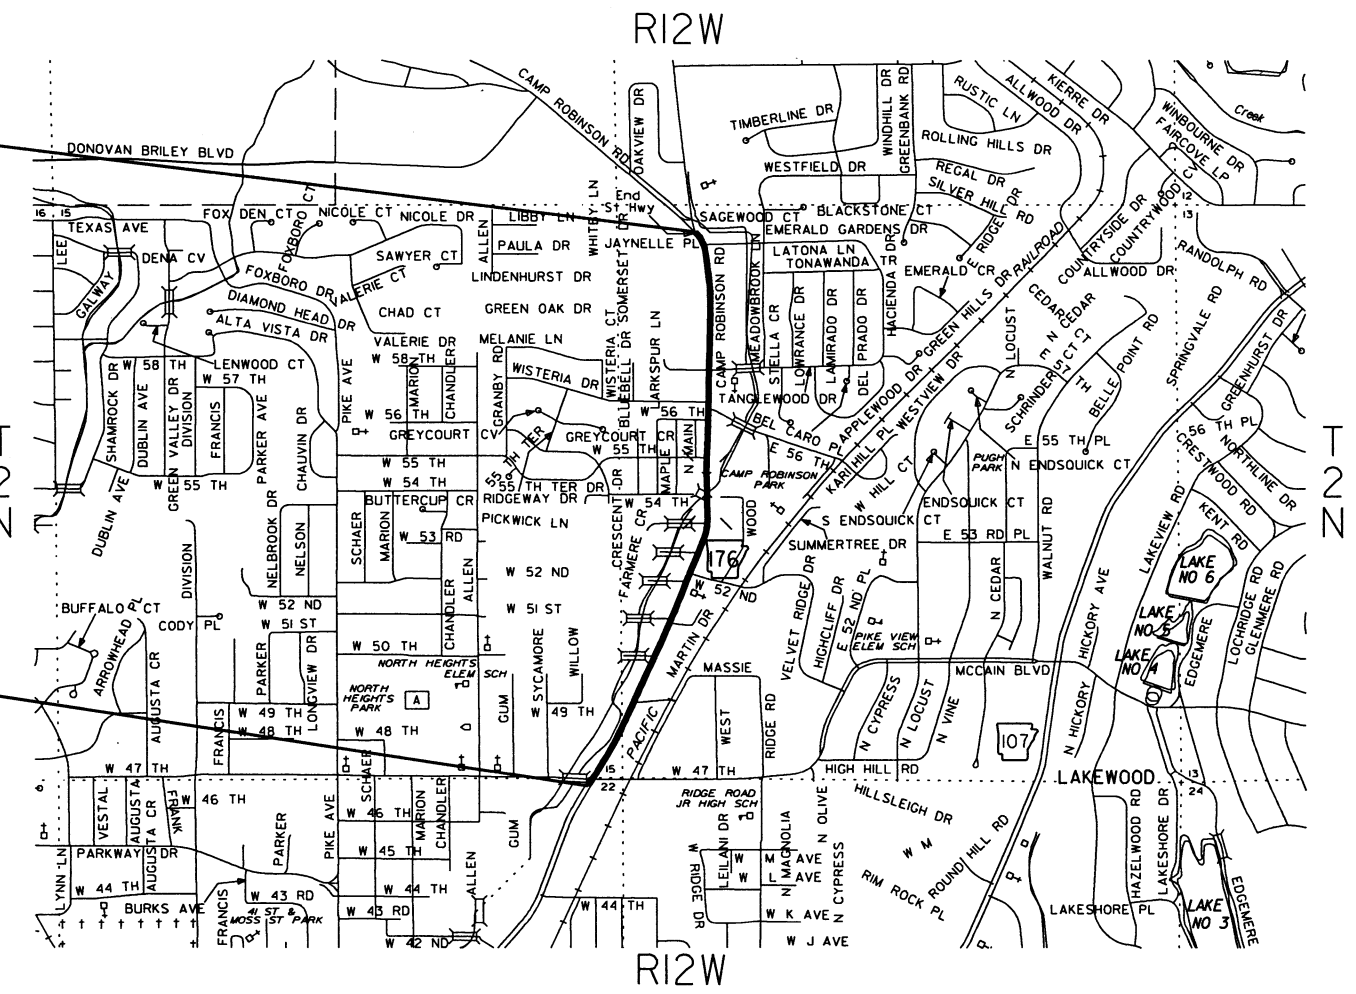 R12W
CAMP ROBINSON RD
OAKVIEW DR
TIMBERLINE DR
WINDHILL DR
GREENBANK RD
RUSTIC LN
ALLWOOD DR
KIERRE DR
WINBOURNE DR
FAIRCOVE LP
Creek
ROLLING HILLS DR
DONOVAN BRILEY BLVD
WESTFIELD DR
REGAL DR
SILVER HILL RD
E RIDGE DR
COUNTRYSIDE DR
COUNTRYWOOD CT
12
13
16 15
TEXAS AVE
FOX DEN CT
FOXBORO CT
NICOLE CT
NICOLE DR
ALLEN
LIBBY LN
WHITBY LN
End
St Hwy
SAGEWOOD CT
BLACKSTONE CT
EMERALD GARDENS DR
LEE
GALWAY
DENA CV
FOXBORO DR
VALERIE CT
SAWYER CT
PAULA DR
JAYNELLE PL
LINDENHURST DR
SOMERSET DR
LATONA LN
TONAWANDA TR
EMERALD CR
RAILROAD
ALLWOOD DR
RANDOLPH RD
DIAMOND HEAD DR
ALTA VISTA DR
CHAD CT
GREEN OAK DR
CAMP ROBINSON RD
MEADOWBROOK LN
STELLA CR
LOWRANCE DR
LAMIRADO DR
DEL PRADO DR
HACIENDA DR
GREEN HILLS DR
CEDAR
N CEDAR
SPRINGVALE RD
GREENHURST DR
LENWOOD CT
W 58 TH
W 57 TH
VALERIE DR
W 58 TH
MELANIE LN
WISTERIA DR
WISTERIA CT
BLUEBELL DR
LARKSPUR LN
N LOCUST
E 57 TH CT
SCHRINDER CT
BELLE POINT RD
SHAMROCK DR
DUBLIN AVE
GREEN VALLEY DR
DIVISION
FRANCIS
PARKER AVE
CHAUVIN DR
PIKE AVE
MARION
CHANDLER
GRANBY RD
W 56 TH
W 56 TH
TANGLEWOOD DR
APPLEWOOD DR
WESTVIEW DR
BEL CARO PL
E 56 TH
KARI HILL PL
GREYCOURT CV
GREYCOURT CR
55 TH TER
W 55 TH
W 55 TH
MAPLE
N MAIN
E 55 TH PL
56 TH PL
NORTHLINE DR
CRESTWOOD RD
KENT RD
T
2
N
T
2
N
CAMP ROBINSON
PARK
PUGH
PARK
N ENDSOUICK CT
W HILL CT
W 55 TH
W 54 TH
55 TH TER DR
RIDGEWAY DR
W 54 TH
BUTTERCUP CR
PICKWICK LN
ENDSOUICK CT
S ENDSOUICK CT
SUMMERTREE DR
E 53 RD PL
WALNUT RD
LAKEVIEW RD
DUBLIN AVE
DIVISION
NELBROOK DR
NELSON
SCHAER
MARION
W 53 RD
CHANDLER
ALLEN
CRESCENT DR
FARMERE CR
WOOD
176
W 52 ND
W 52 ND
LAKE
NO 6
BUFFALO CT
ARROWHEAD PL
CODY PL
W 52 ND
W 51 ST
W 51 ST
MARTIN DR
VELVET RIDGE DR
HIGHCLIFF DR
E 52 ND PL
PIKE VIEW
ELEM SCH
N CEDAR
HICKORY AVE
LAKE
NO 5
LAKE
NO 4
EDGEMERE
LOCHRIDGE RD
GLENMERE RD
AUGUSTA CR
PARKER
LONGVIEW DR
W 50 TH
NORTH HEIGHTS
ELEM SCH
SYCAMORE
WILLOW
MASSIE
MCCAIN BLVD
NORTH
HEIGHTS
PARK
A
GUM
W 49 TH
W 49 TH
PACIFIC
WEST
RIDGE RD
N CYPRESS
N LOCUST
N VINE
107
N HICKORY
FRANCIS
W 48 TH
W 48 TH
W 47 TH
SCHAER
15
22
W 47 TH
HIGH HILL RD
LAKEWOOD
13
24
VESTAL
AUGUSTA
AUGUSTA CR
FRANK
W 46 TH
PARKER
PIKE AVE
W 46 TH
MARION
CHANDLER
GUM
RIDGE ROAD
JR HIGH SCH
N OLIVE
HILLSLEIGH DR
LYNN LN
PARKWAY DR
W 45 TH
ALLEN
W RIDGE DR
LEILANI DR
N MAGNOLIA
W M AVE
W L AVE
N CYPRESS
W M
ROUND HILL RD
RIM ROCK PL
HAZELWOOD RD
LAKESHORE DR
W 44 TH
BURKS AVE
FRANCIS
W 43 RD
41 ST &
MOSS ST PARK
W 44 TH
W 43 RD
W 42 ND
W 44 TH
W K AVE
W J AVE
LAKESHORE PL
LAKE
NO 3
EDGEMERE
R12W